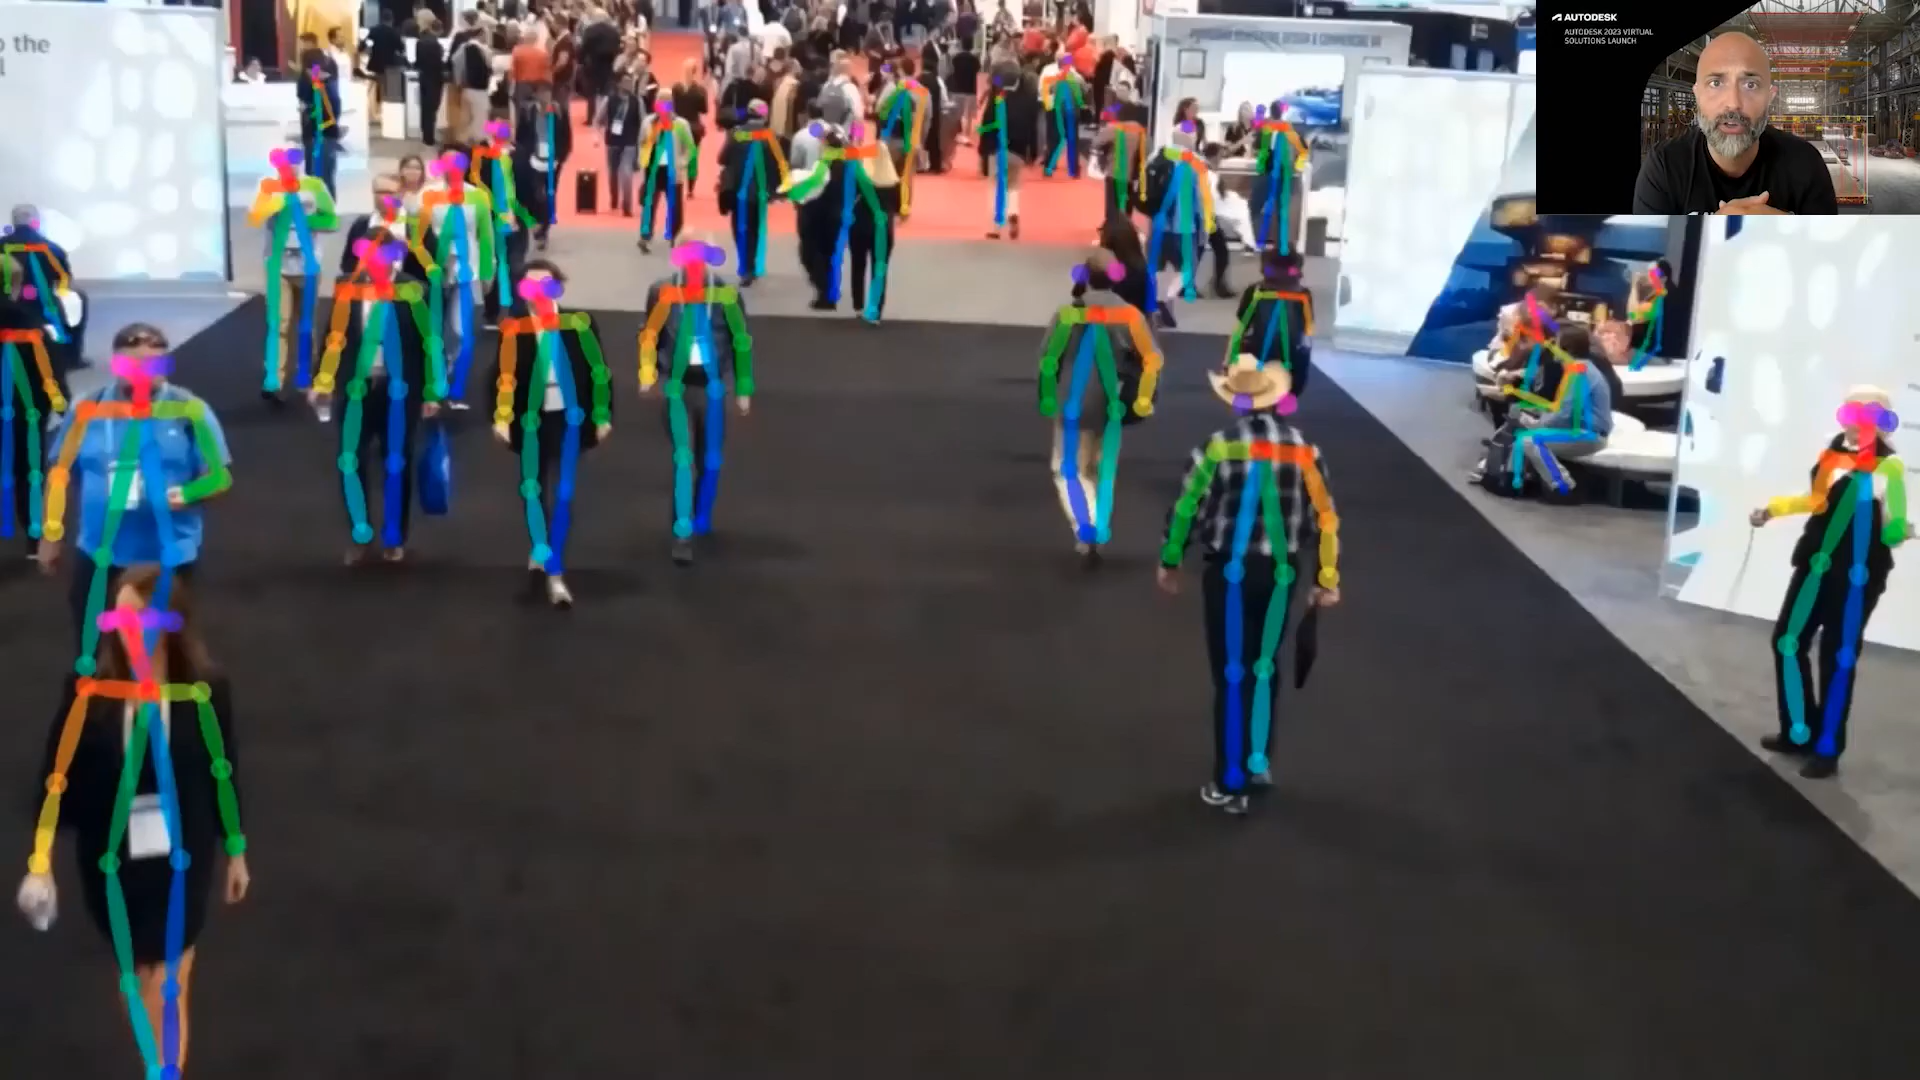 o the
l
AUTODESK
AUTODESK 2023 VIRTUAL
SOLUTIONS LAUNCH